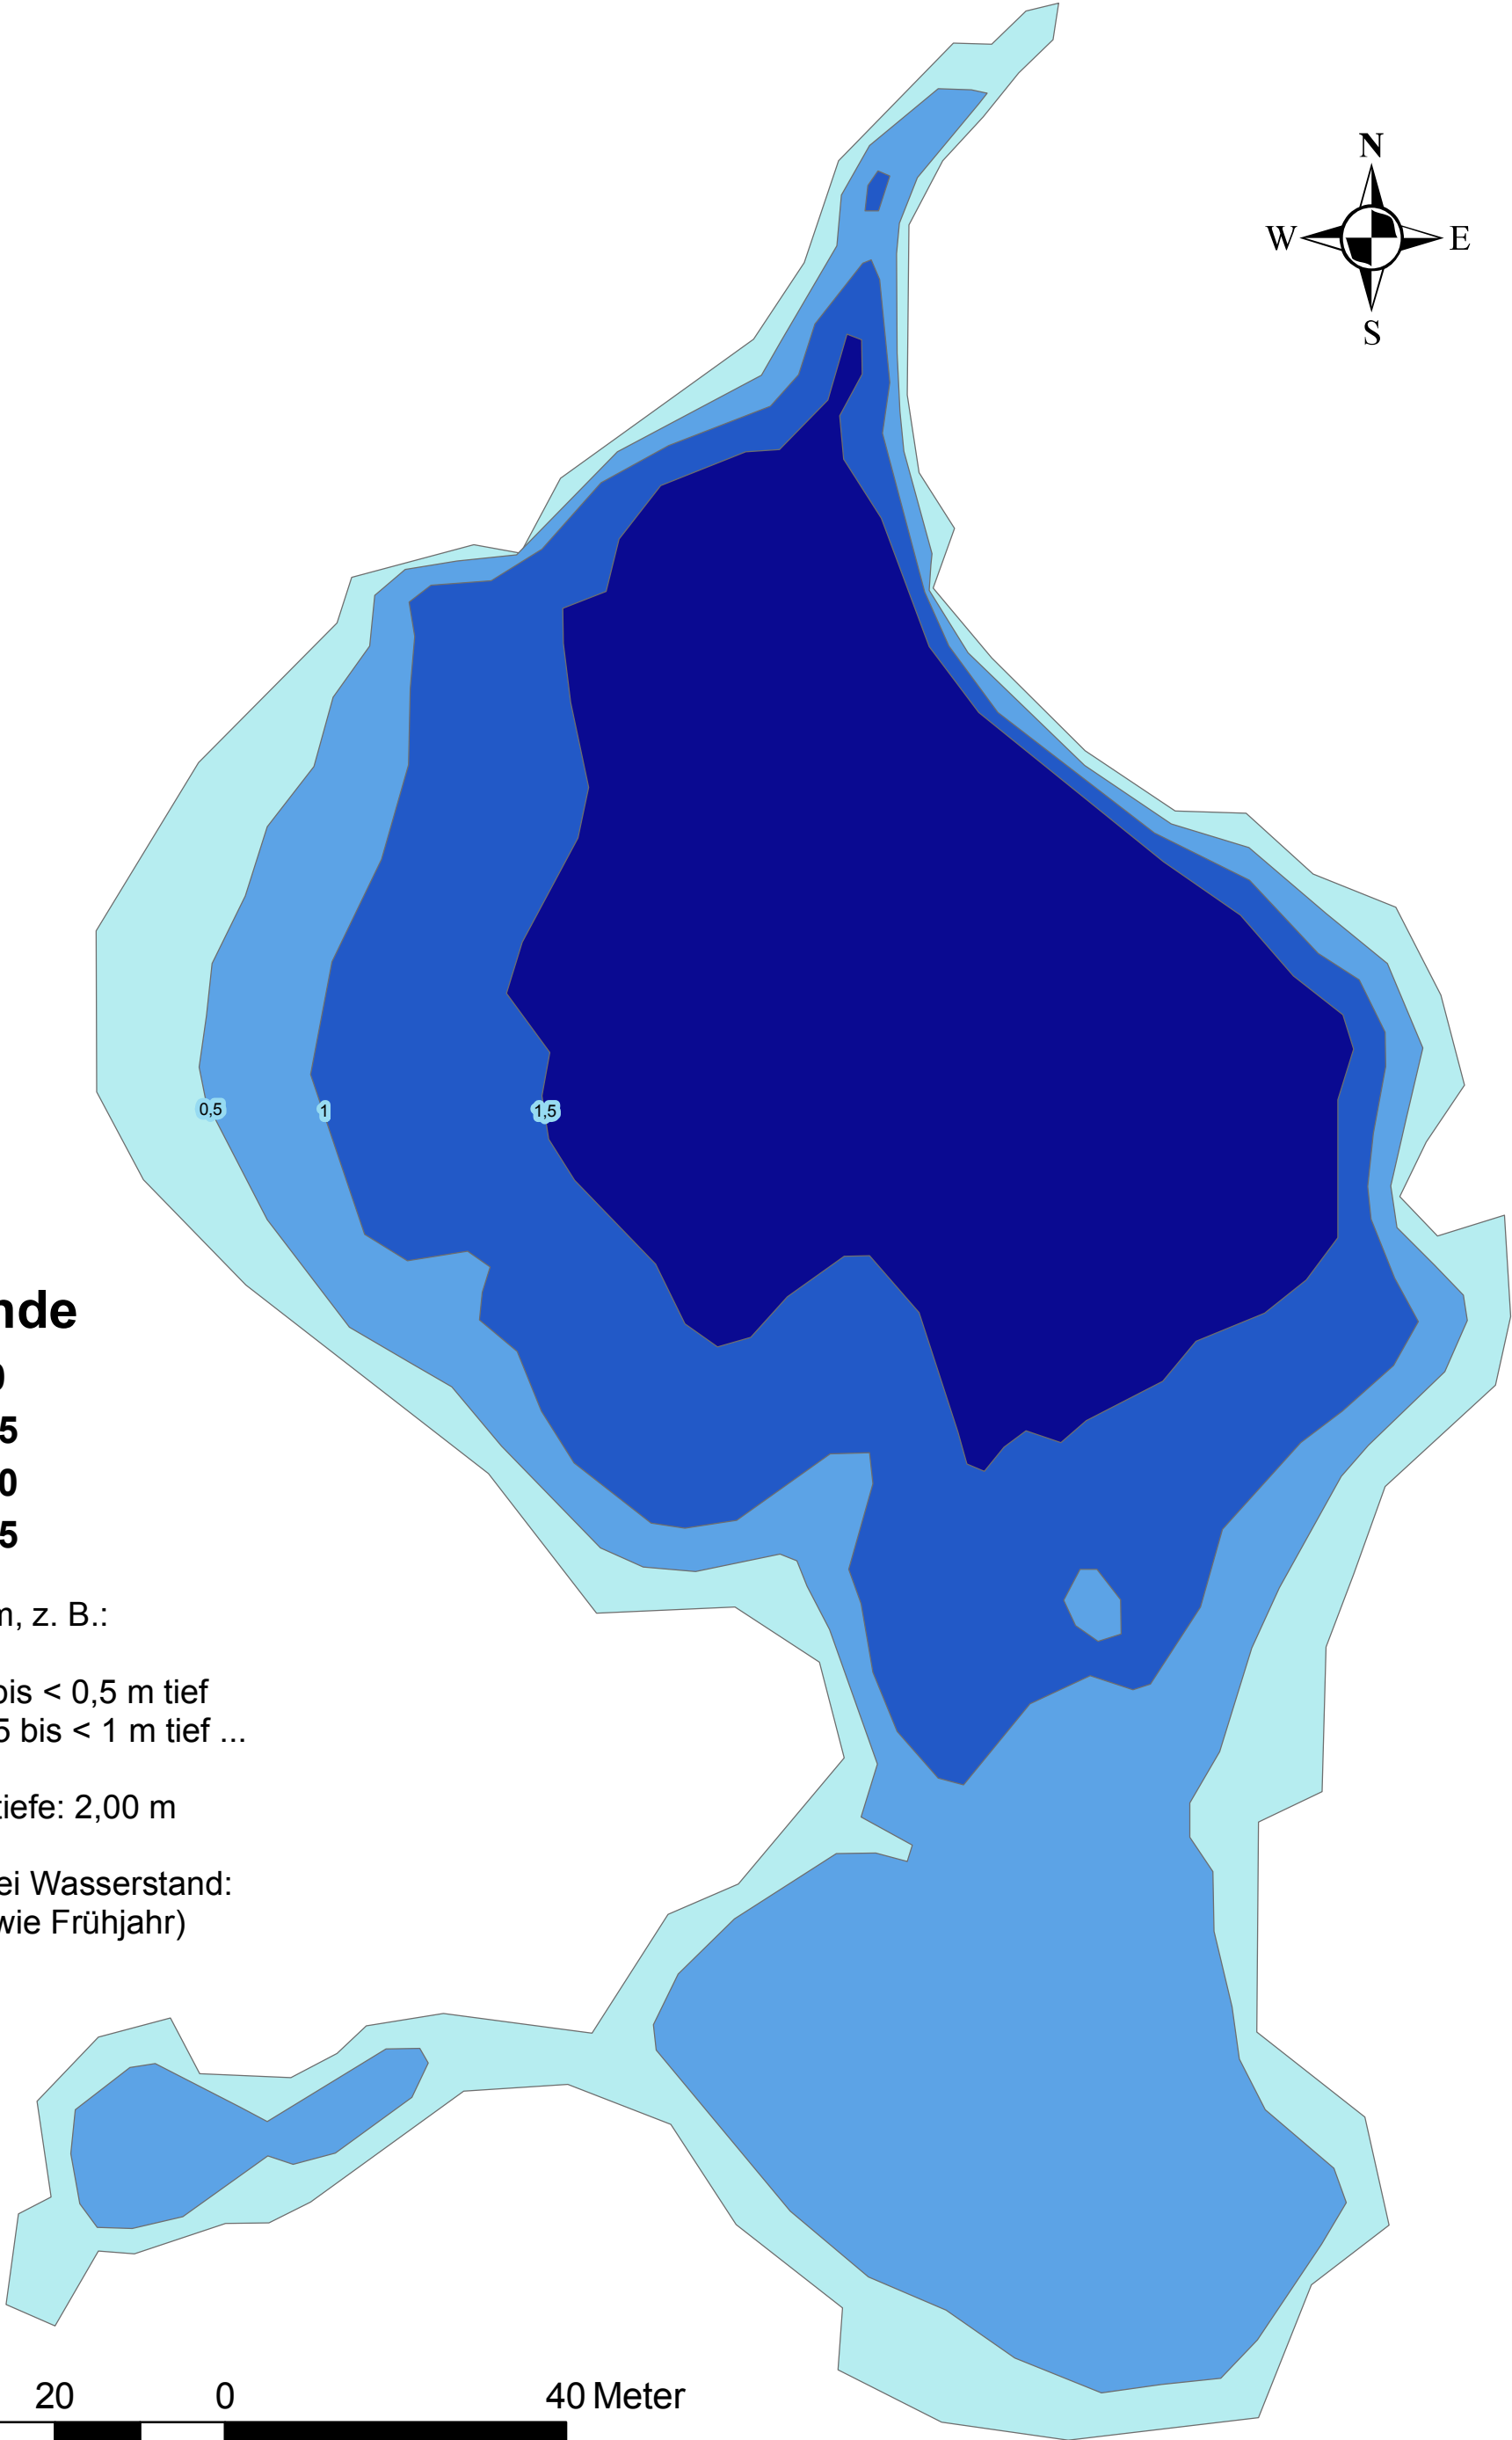 N
W E
S
0,5 1 1,5
nde
0
5
0
5
m, z. B.:
bis < 0,5 m tief
5 bis < 1 m tief ...
tiefe: 2,00 m
ei Wasserstand:
wie Frühjahr)
20 0 40 Meter